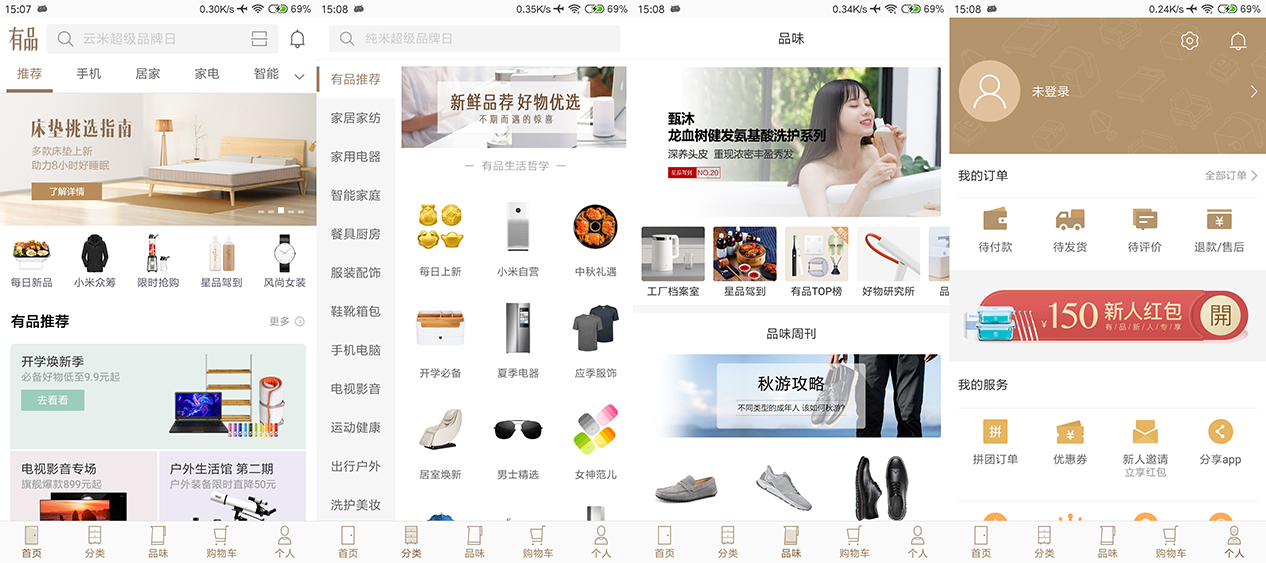 15:07
0.30K/s
69%
有品
云米超级品牌日
推荐 手机 居家 家电 智能
床垫挑选指南
多款床垫上新
助力8小时好睡眠
了解详情
每日新品 小米众筹 限时抢购 星品驾到 风尚女装
有品推荐
更多
开学焕新季
必备好物低至9.9元起
去看看
电视影音专场
旗舰爆款899元起
户外生活馆 第二期
户外装备限时直降50元
首页 分类 品味 购物车 个人
15:08
0.35K/s
69%
纯米超级品牌日
有品推荐
家居家纺
家用电器
智能家庭
餐具厨房
服装配饰
鞋靴箱包
手机电脑
电视影音
运动健康
出行户外
洗护美妆
新鲜品荐 好物优选
不期而遇的惊喜
有品生活哲学
每日上新 小米自营 中秋礼遇
开学必备 夏季电器 应季服饰
居室焕新 男士精选 女神范儿
首页 分类 品味 购物车 个人
15:08
0.34K/s
69%
品味
甄沐
龙血树健发氨基酸洗护系列
深养头皮 重现浓密丰盈秀发
星品驾到 NO.20
工厂档案室 星品驾到 有品TOP榜 好物研究所 品
品味周刊
秋游攻略
不同类型的成年人 该如何秋游?
首页 分类 品味 购物车 个人
15:08
0.24K/s
69%
未登录
我的订单
全部订单
待付款 待发货 待评价 退款/售后
¥150 新人红包
有品新人专享
開
我的服务
拼
拼团订单 优惠券 新人邀请 分享app
立享红包
首页 分类 品味 购物车 个人